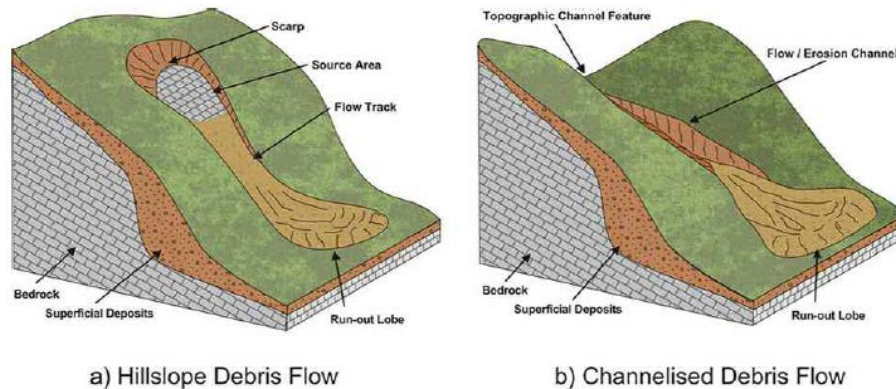 Scarp
Source Area
Flow Track
Bedrock
Superficial Deposits
Run-out Lobe
a) Hillslope Debris Flow
Topographic Channel Feature
Flow / Erosion Channel
Bedrock
Superficial Deposits
Run-out Lobe
b) Channelised Debris Flow